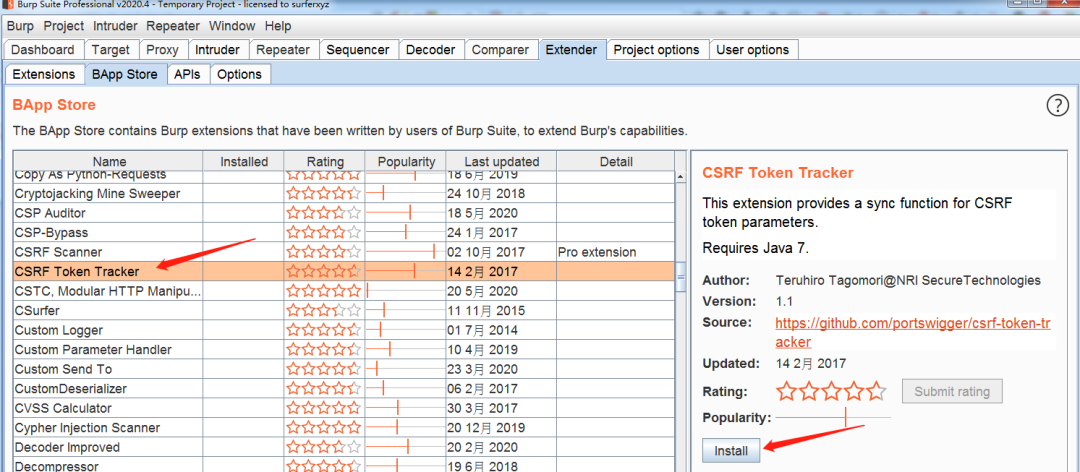 Burp Suite Professional v2020.4 - Temporary Project - licensed to surferxyz
Burp Project Intruder Repeater Window Help
Dashboard Target Proxy Intruder Repeater Sequencer Decoder Comparer Extender Project options User options
Extensions BApp Store APIs Options
BApp Store
?
The BApp Store contains Burp extensions that have been written by users of Burp Suite, to extend Burp's capabilities.
Name Installed Rating Popularity Last updated Detail
Copy As Python-Requests 18 6月 2019
Cryptojacking Mine Sweeper 24 10月 2018
CSP Auditor 18 5月 2020
CSP-Bypass 24 1月 2017
CSRF Scanner 02 10月 2017 Pro extension
CSRF Token Tracker 14 2月 2017
CSTC, Modular HTTP Manipu... 20 5月 2020
CSurfer 11 11月 2015
Custom Logger 01 7月 2014
Custom Parameter Handler 10 4月 2019
Custom Send To 23 3月 2020
CustomDeserializer 06 2月 2017
CVSS Calculator 30 3月 2017
Cypher Injection Scanner 20 12月 2019
Decoder Improved 20 2月 2020
Decompressor 19 6月 2018
CSRF Token Tracker
This extension provides a sync function for CSRF
token parameters.
Requires Java 7.
Author: Teruhiro Tagomori@NRI SecureTechnologies
Version: 1.1
Source: https://github.com/portswigger/csrf-token-tr
acker
Updated: 14 2月 2017
Rating: Submit rating
Popularity:
Install